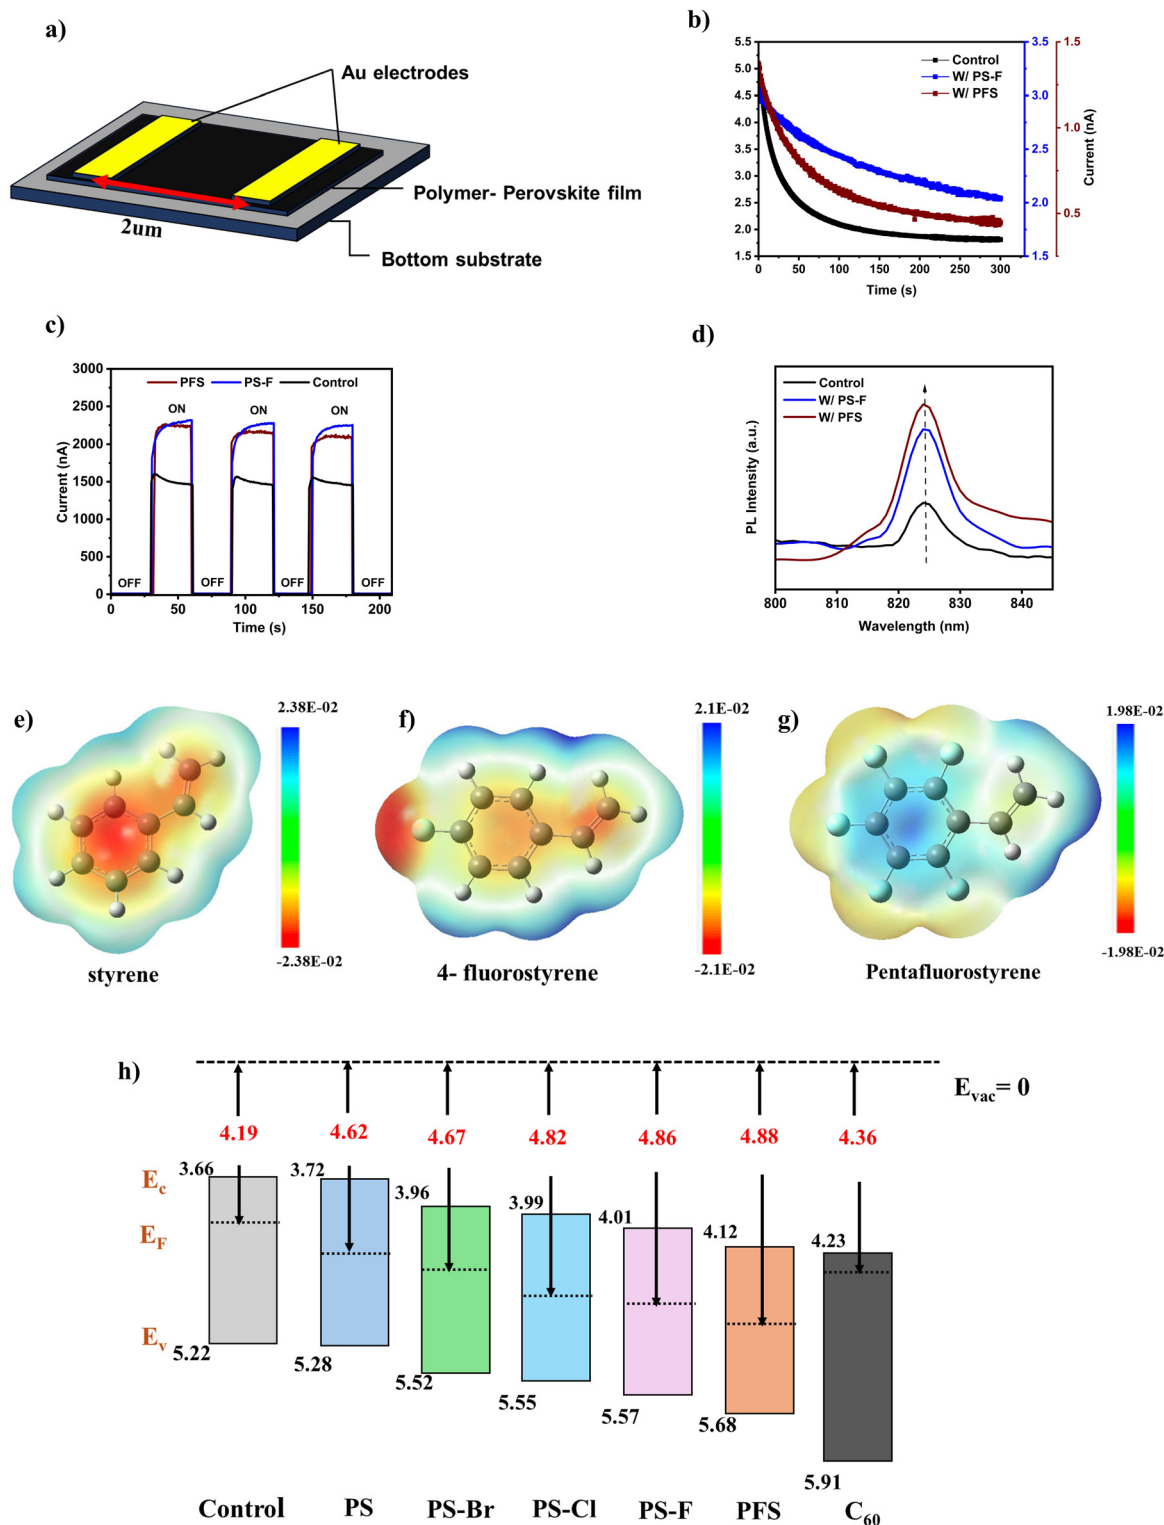 a)
Au electrodes
Polymer- Perovskite film
2um
Bottom substrate
b)
Control
W/ PS-F
W/ PFS
5.5
5.0
4.5
4.0
3.5
3.0
2.5
2.0
1.5
0 50 100 150 200 250 300
Time (s)
3.5
3.0
2.5
2.0
1.5
1.5
1.0
0.5
Current (nA)
c)
PFS PS-F Control
3000
2500
2000
1500
1000
500
0
Current (nA)
ON ON ON
OFF OFF OFF OFF
0 50 100 150 200
Time (s)
d)
Control
W/ PS-F
W/ PFS
PL Intensity (a.u.)
800 810 820 830 840
Wavelength (nm)
e)
2.38E-02
-2.38E-02
styrene
f)
2.1E-02
-2.1E-02
4- fluorostyrene
g)
1.98E-02
-1.98E-02
Pentafluorostyrene
h)
E_vac= 0
4.19 4.62 4.67 4.82 4.86 4.88 4.36
E_c
E_F
E_v
3.66 3.72 3.96 3.99 4.01 4.12 4.23
5.22 5.28 5.52 5.55 5.57 5.68 5.91
Control PS PS-Br PS-Cl PS-F PFS C₆₀